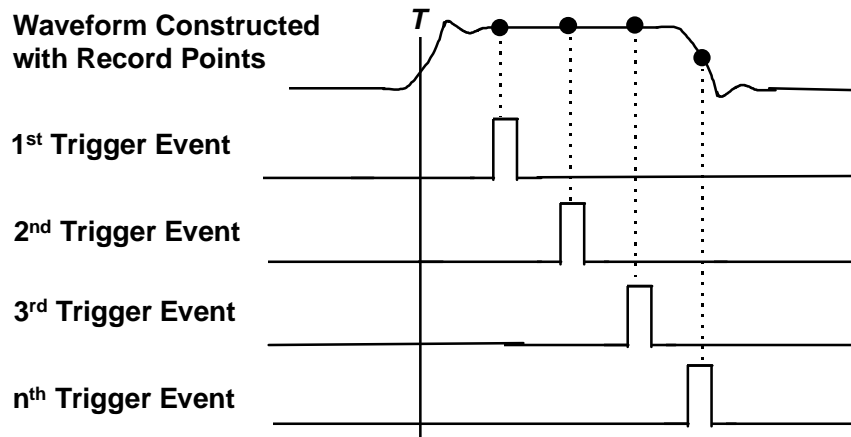 Waveform Constructed
with Record Points
T
1st Trigger Event
2nd Trigger Event
3rd Trigger Event
nth Trigger Event